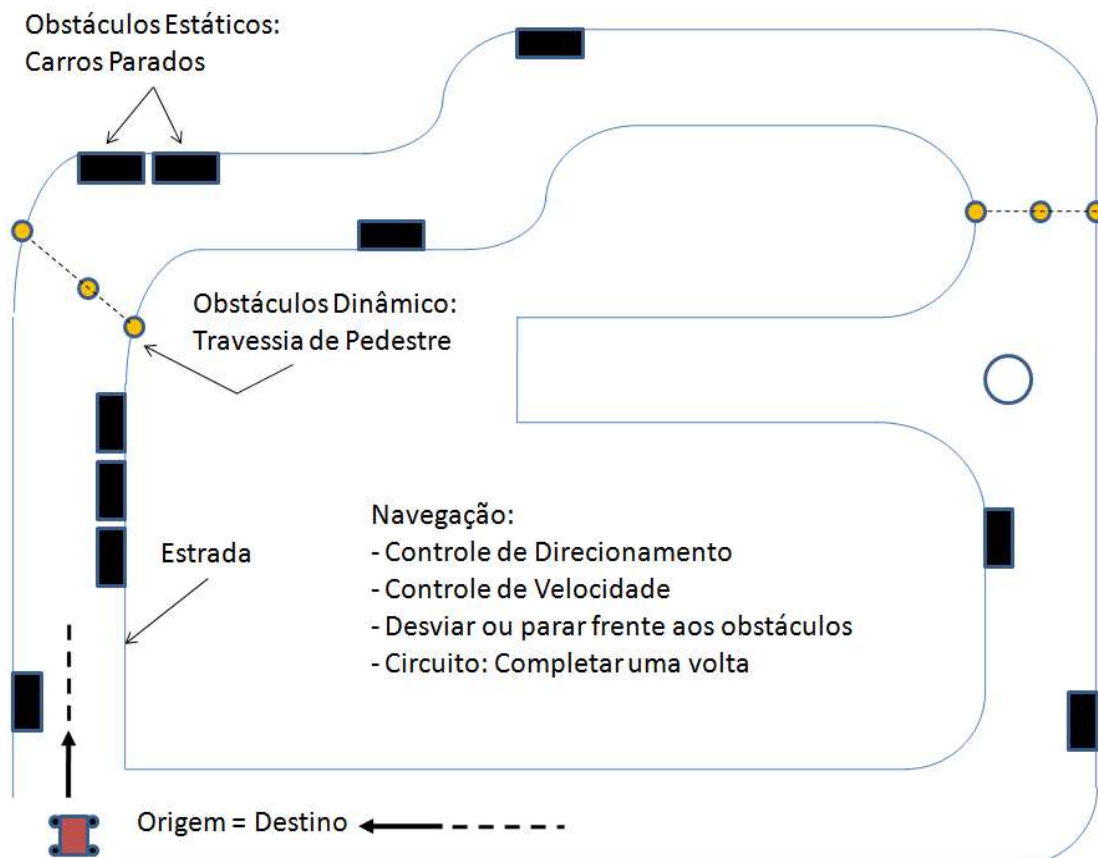 Obstáculos Estáticos:
Carros Parados
Obstáculos Dinâmico:
Travessia de Pedestre
Estrada
Navegação:
- Controle de Direcionamento
- Controle de Velocidade
- Desviar ou parar frente aos obstáculos
- Circuito: Completar uma volta
Origem = Destino